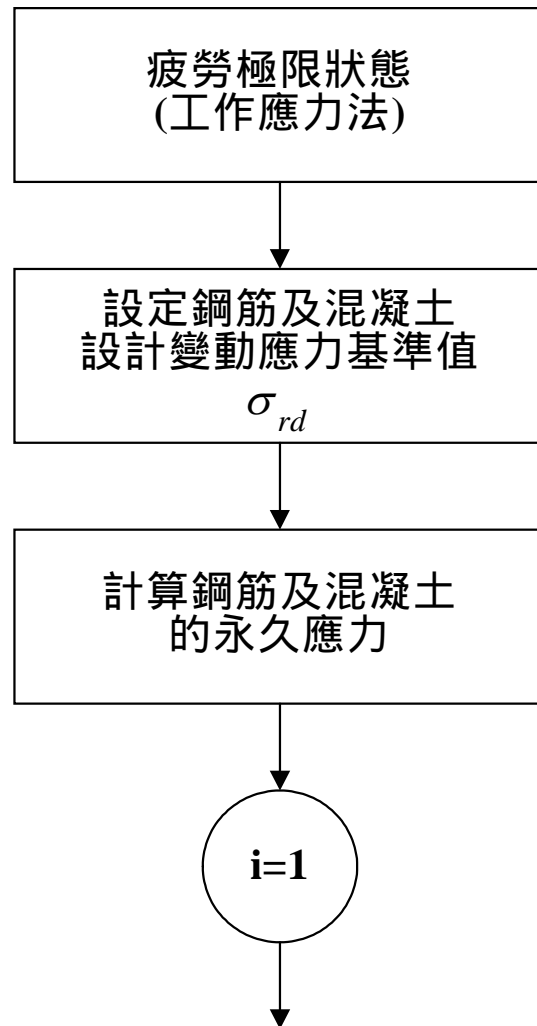 疲勞極限狀態
(工作應力法)
設定鋼筋及混凝土
設計變動應力基準值
σrd
計算鋼筋及混凝土
的永久應力
i=1